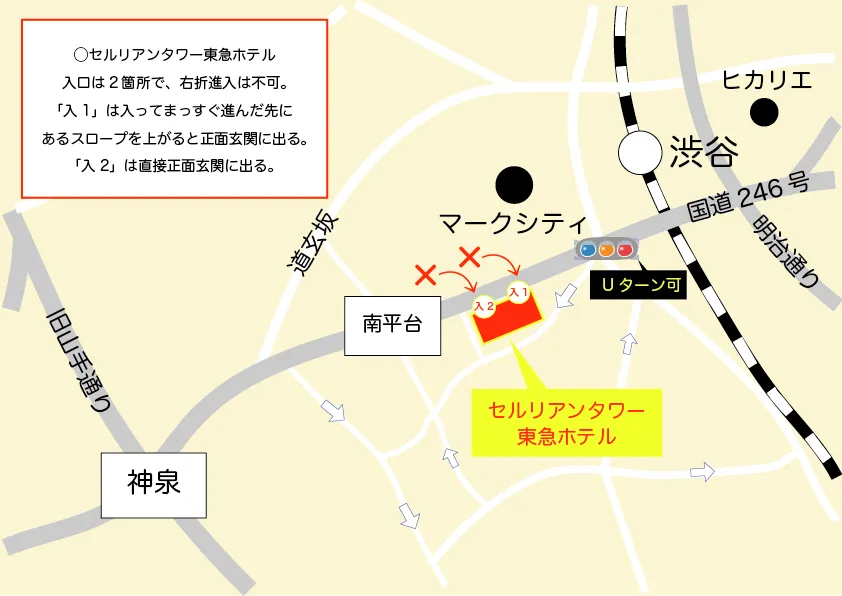 ◯セルリアンタワー東急ホテル
入口は2箇所で、右折進入は不可。
「入1」は入ってまっすぐ進んだ先に
あるスロープを上がると正面玄関に出る。
「入2」は直接正面玄関に出る。
ヒカリエ
渋谷
国道246号
マークシティ
明治通り
道玄坂
Uターン可
入1
入2
南平台
旧山手通り
セルリアンタワー
東急ホテル
神泉